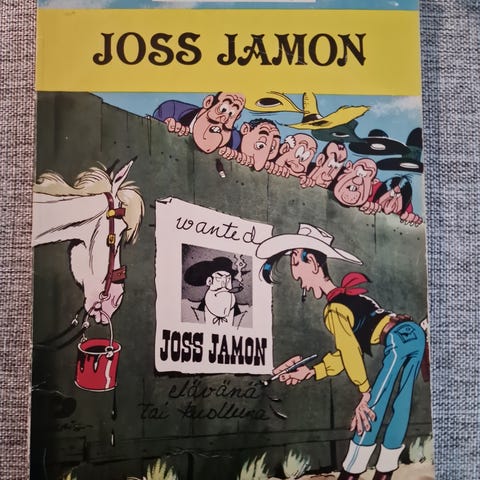 JOSS JAMON
wanted
JOSS JAMON
elävänä
tai kuolleena